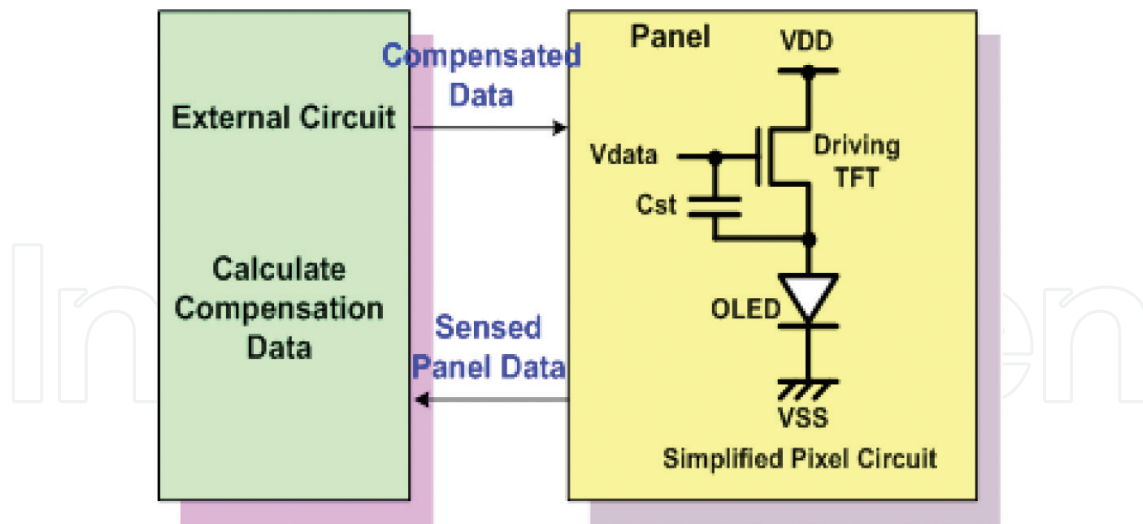 External Circuit
Calculate
Compensation
Data
Compensated
Data
Sensed
Panel Data
Panel
VDD
Vdata
Driving
TFT
Cst
OLED
VSS
Simplified Pixel Circuit